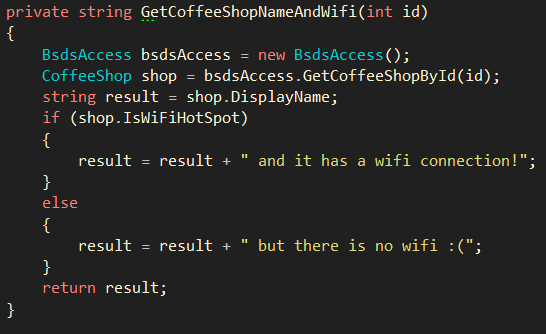 private string GetCoffeeShopNameAndWifi(int id)
{
    BsdsAccess bsdsAccess = new BsdsAccess();
    CoffeeShop shop = bsdsAccess.GetCoffeeShopById(id);
    string result = shop.DisplayName;
    if (shop.IsWiFiHotSpot)
    {
        result = result + " and it has a wifi connection!";
    }
    else
    {
        result = result + " but there is no wifi :(";
    }
    return result;
}